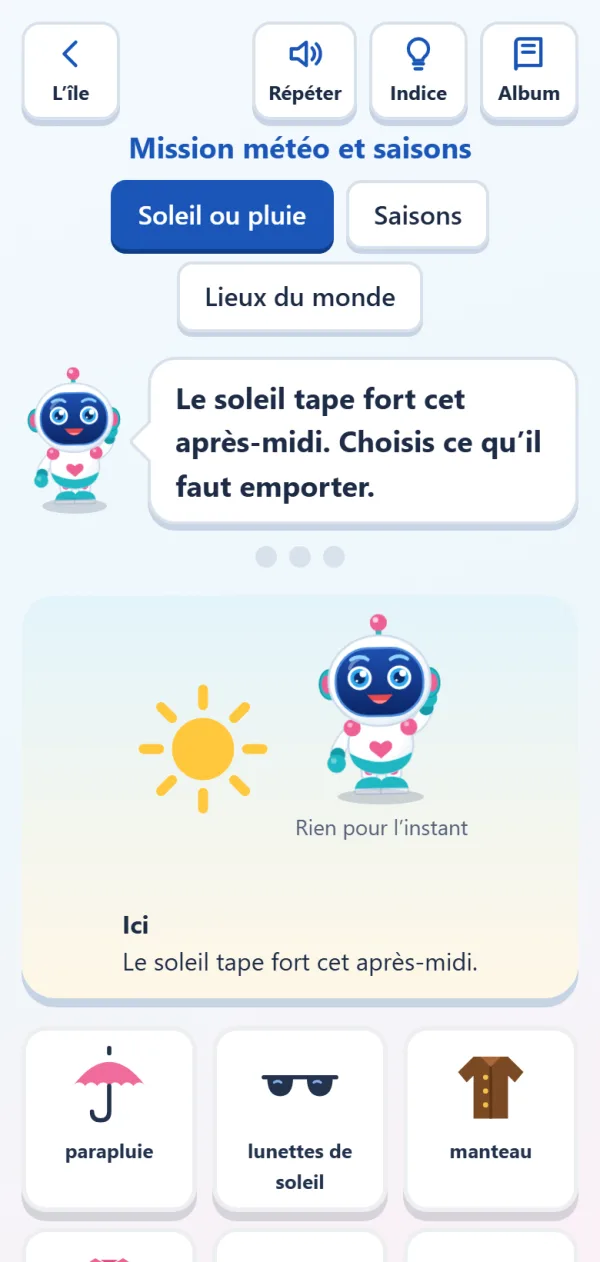 L’île
Répéter
Indice
Album
Mission météo et saisons
Soleil ou pluie
Saisons
Lieux du monde
Le soleil tape fort cet
après-midi. Choisis ce qu’il
faut emporter.
Rien pour l’instant
Ici
Le soleil tape fort cet après-midi.
parapluie
lunettes de
soleil
manteau